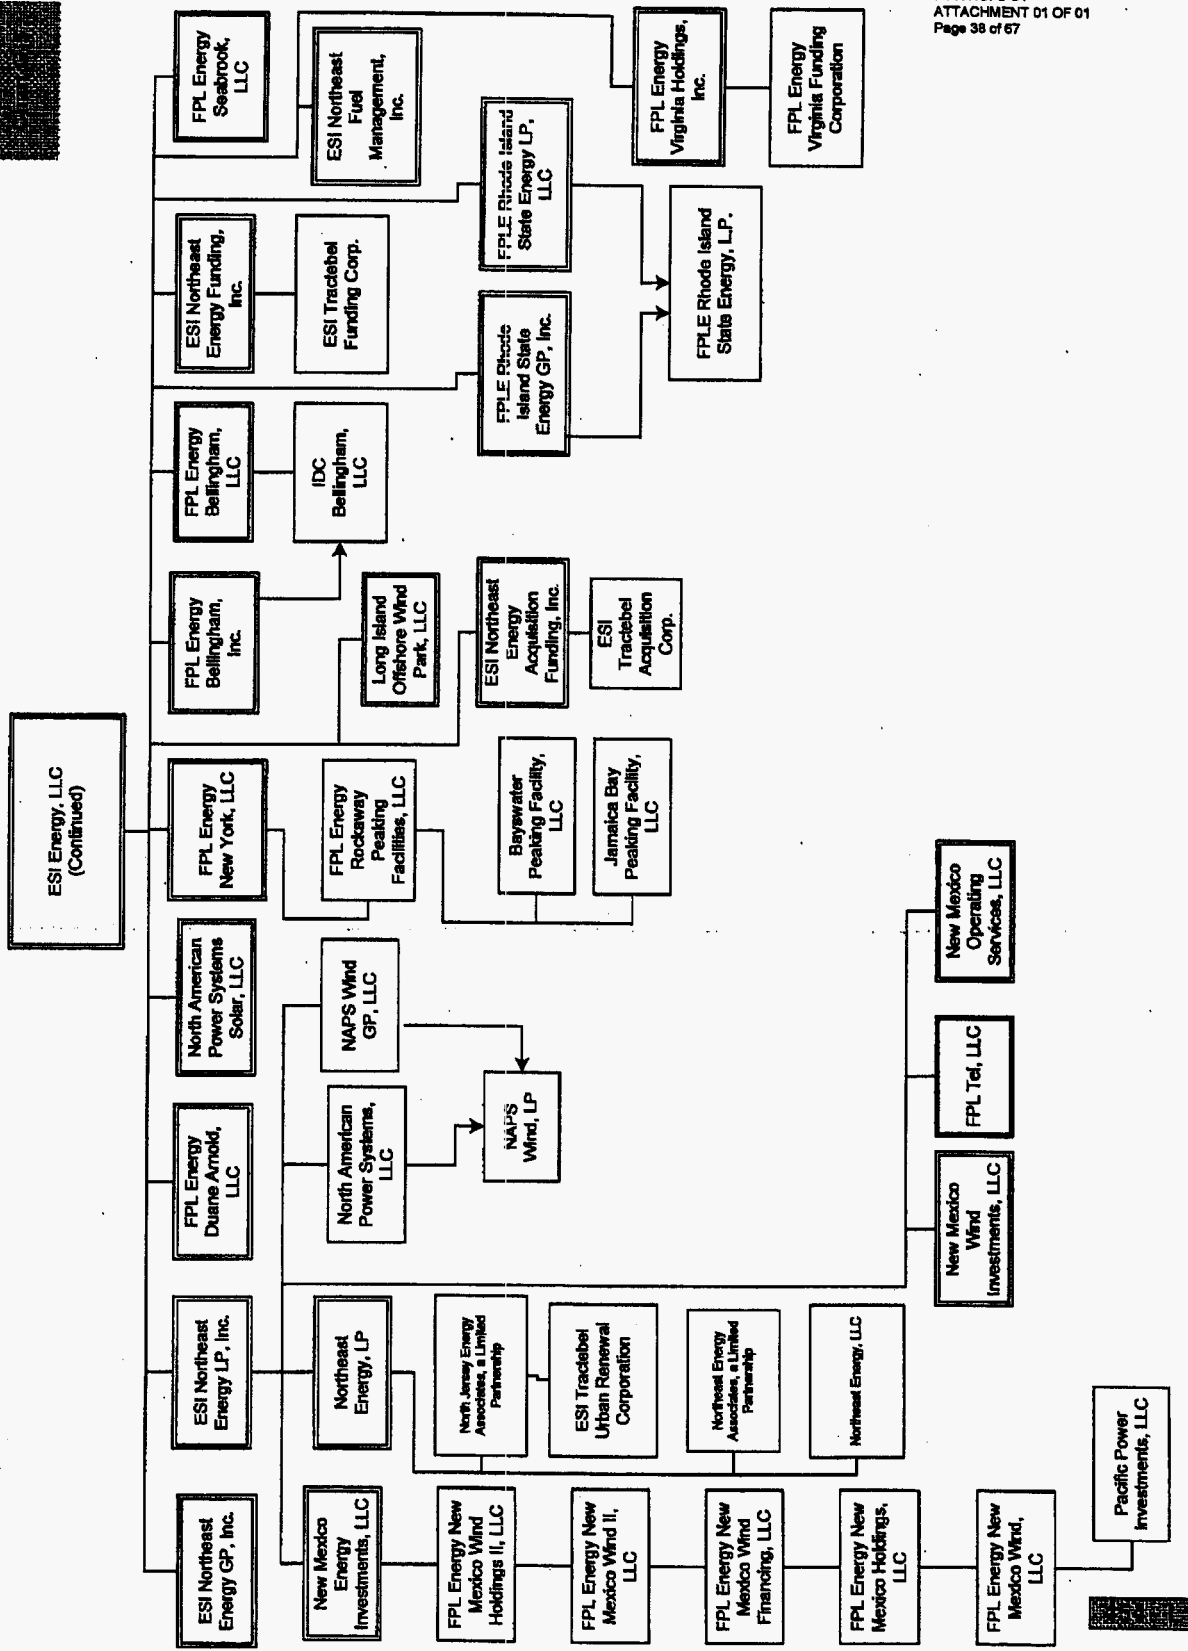 ATTACHMENT 01 OF 01
Page 38 of 67
ESI Energy, LLC
(Continued)
ESI Northeast
Energy GP, Inc.
ESI Northeast
Energy LP, Inc.
FPL Energy
Duane Arnold,
LLC
North American
Power Systems
Solar, LLC
FPL Energy
New York, LLC
FPL Energy
Bellingham,
Inc.
FPL Energy
Bellingham,
LLC
ESI Northeast
Energy Funding,
Inc.
FPL Energy
Seabrook,
LLC
New Mexico
Energy
Investments, LLC
Northeast
Energy, LP
North American
Power Systems,
LLC
NAPS Wind
GP, LLC
FPL Energy
Rockaway
Peaking
Facilities, LLC
Long Island
Offshore Wind
Park, LLC
IDC
Bellingham,
LLC
ESI Tractebel
Funding Corp.
ESI Northeast
Fuel
Management,
Inc.
FPL Energy New
Mexico Wind
Holdings II, LLC
North Jersey Energy
Associates, a Limited
Partnership
NAPS
Wind, LP
Bayswater
Peaking Facility,
LLC
ESI Northeast
Energy
Acquisition
Funding, Inc.
FPLE Rhode
Island State
Energy GP, Inc.
FPLE Rhode Island
State Energy LP,
LLC
FPL Energy New
Mexico Wind II,
LLC
ESI Tractebel
Urban Renewal
Corporation
Jamaica Bay
Peaking Facility,
LLC
ESI
Tractebel
Acquisition
Corp.
FPL Energy
Virginia Holdings,
Inc.
FPL Energy New
Mexico Wind
Financing, LLC
Northeast Energy
Associates, a Limited
Partnership
FPLE Rhode Island
State Energy, L.P.
FPL Energy
Virginia Funding
Corporation
FPL Energy New
Mexico Holdings,
LLC
Northeast Energy, LLC
FPL Energy New
Mexico Wind,
LLC
New Mexico
Wind
Investments, LLC
FPL Tel, LLC
New Mexico
Operating
Services, LLC
Pacific Power
Investments, LLC